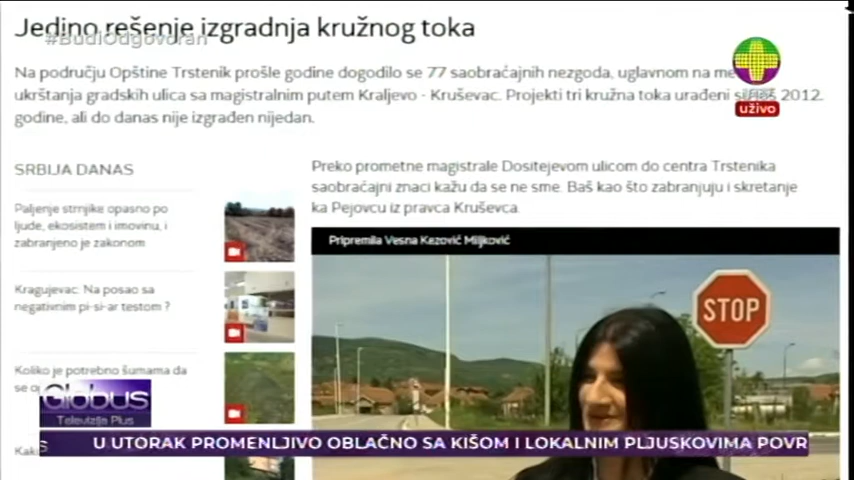 Jedino rešenje izgradnja kružnog toka
#BudiOdgovoran
Na području Opštine Trstenik prošle godine dogodilo se 77 saobraćajnih nezgoda, uglavnom na
ukrštanja gradskih ulica sa magistralnim putem Kraljevo - Kruševac. Projekti tri kružna toka urađeni su još 2012.
godine, ali do danas nije izgrađen nijedan.
uživo
SRBIJA DANAS
Paljenje strnjike opasno po
ljude, ekosistem i imovinu, i
zabranjeno je zakonom
Kragujevac: Na posao sa
negativnim pi-si-ar testom ?
Koliko je potrebno šumama da
se
Preko prometne magistrale Dositejevom ulicom do centra Trstenika
saobraćajni znaci kažu da se ne sme. Baš kao što zabranjuju i skretanje
ka Pejovcu iz pravca Kruševca.
Pripremila Vesna Kezović Miljković
STOP
Globus
Televizija Plus
U UTORAK PROMENLJIVO OBLAČNO SA KIŠOM I LOKALNIM PLJUSKOVIMA POVR